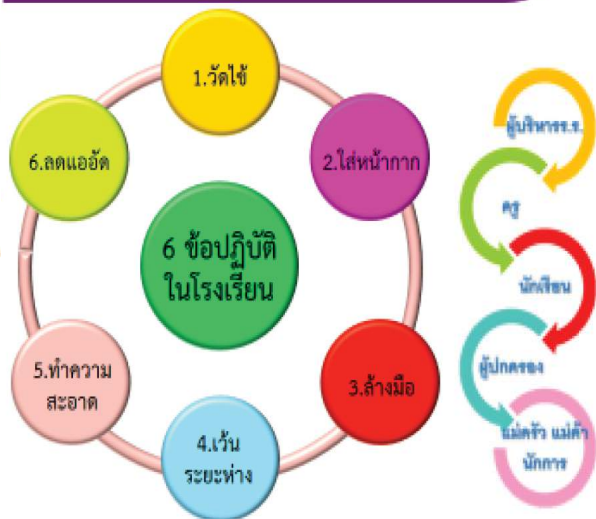 1.วัดไข้
2.ใส่หน้ากาก
3.ล้างมือ
4.เว้น
ระยะห่าง
5.ทำความ
สะอาด
6.ลดแออัด
6 ข้อปฏิบัติ
ในโรงเรียน
ผู้บริหารร.ร.
ครู
นักเรียน
ผู้ปกครอง
แม่ครัว แม่ค้า
นักการ